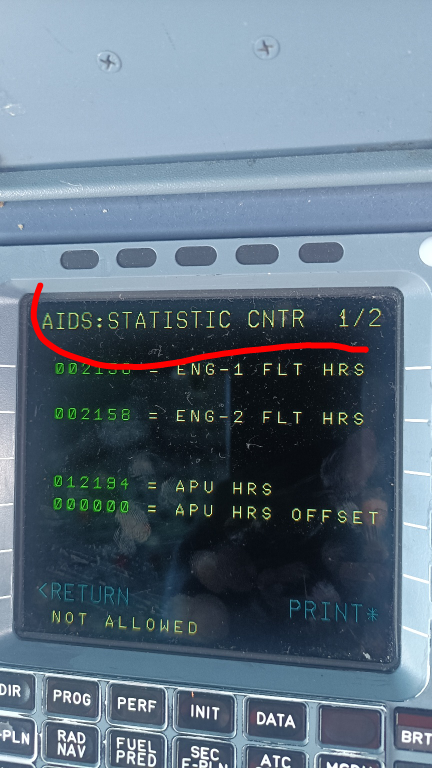 AIDS:STATISTIC CNTR 1/2
= ENG-1 FLT HRS
002158 = ENG-2 FLT HRS
012194 = APU HRS
000000 = APU HRS OFFSET
<RETURN
PRINT*
NOT ALLOWED
DIR PROG PERF INIT DATA
F-PLN RAD NAV FUEL PRED SEC F-PLN ATC BRT